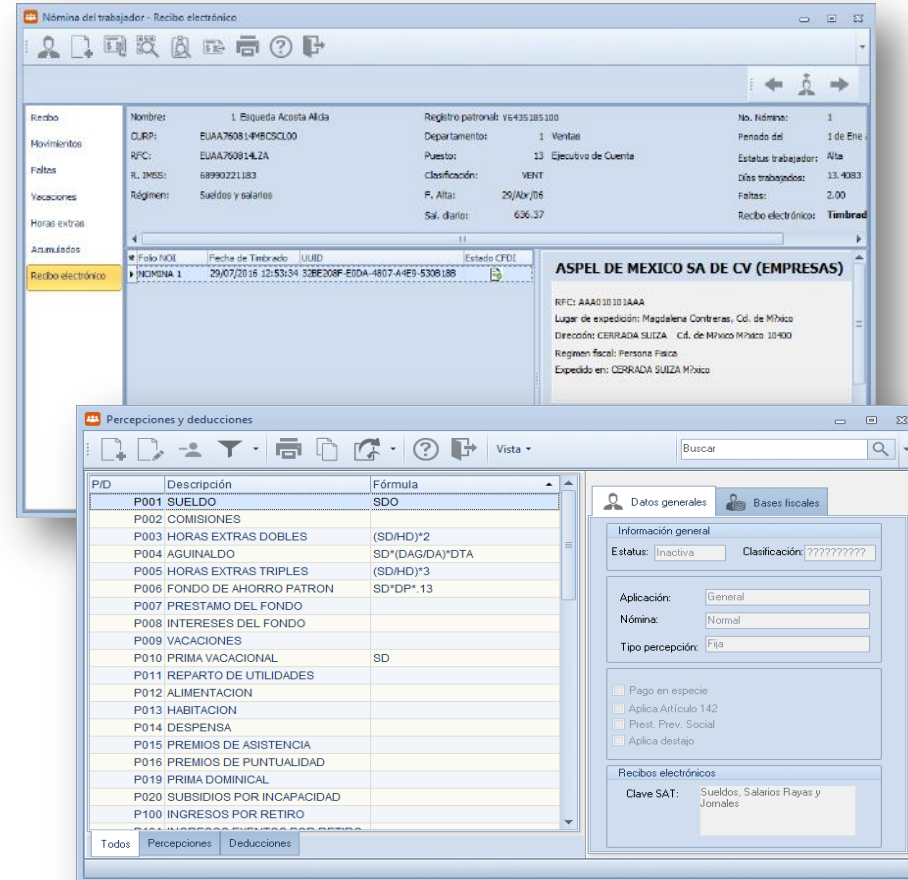 Nómina del trabajador - Recibo electrónico
Recibo
Movimientos
Faltas
Vacaciones
Horas extras
Acumulados
Recibo electrónico
Nombre: 1 Esqueda Acosta Alicia Registro patronal: Y6435185100 No. Nómina: 1
CURP: EUAA760814MBCSCL00 Departamento: 1 Ventas Periodo del 1 de Ene
RFC: EUAA760814LZA Puesto: 13 Ejecutivo de Cuenta Estatus trabajador: Alta
R. IMSS: 68990221183 Clasificación: VENT Días trabajados: 13.4083
Régimen: Sueldos y salarios F. Alta: 29/Abr/06 Faltas: 2.00
Sal. diario: 636.37 Recibo electrónico: Timbrad
Folio NOI Fecha de Timbrado UUID Estado CFDI
NOMINA 1 29/07/2016 12:53:34 32BE208F-E0DA-4807-A4E9-530B18B
ASPEL DE MEXICO SA DE CV (EMPRESAS)
RFC: AAA010101AAA
Lugar de expedición: Magdalena Contreras, Cd. de M?xico
Dirección: CERRADA SUIZA Cd. de M?xico M?xico 10400
Regimen fiscal: Persona Fisica
Expedido en: CERRADA SUIZA M?xico
Percepciones y deducciones
Vista
Buscar
P/D Descripción Fórmula
P001 SUELDO SDO
P002 COMISIONES
P003 HORAS EXTRAS DOBLES (SD/HD)*2
P004 AGUINALDO SD*(DAG/DA)*DTA
P005 HORAS EXTRAS TRIPLES (SD/HD)*3
P006 FONDO DE AHORRO PATRON SD*DP*.13
P007 PRESTAMO DEL FONDO
P008 INTERESES DEL FONDO
P009 VACACIONES
P010 PRIMA VACACIONAL SD
P011 REPARTO DE UTILIDADES
P012 ALIMENTACION
P013 HABITACION
P014 DESPENSA
P015 PREMIOS DE ASISTENCIA
P016 PREMIOS DE PUNTUALIDAD
P019 PRIMA DOMINICAL
P020 SUBSIDIOS POR INCAPACIDAD
P100 INGRESOS POR RETIRO
Todos Percepciones Deducciones
Datos generales Bases fiscales
Información general
Estatus: Inactiva Clasificación: ??????????
Aplicación: General
Nómina: Normal
Tipo percepción: Fija
Pago en especie
Aplica Artículo 142
Prest. Prev. Social
Aplica destajo
Recibos electrónicos
Clave SAT: Sueldos, Salarios Rayas y
Jornales